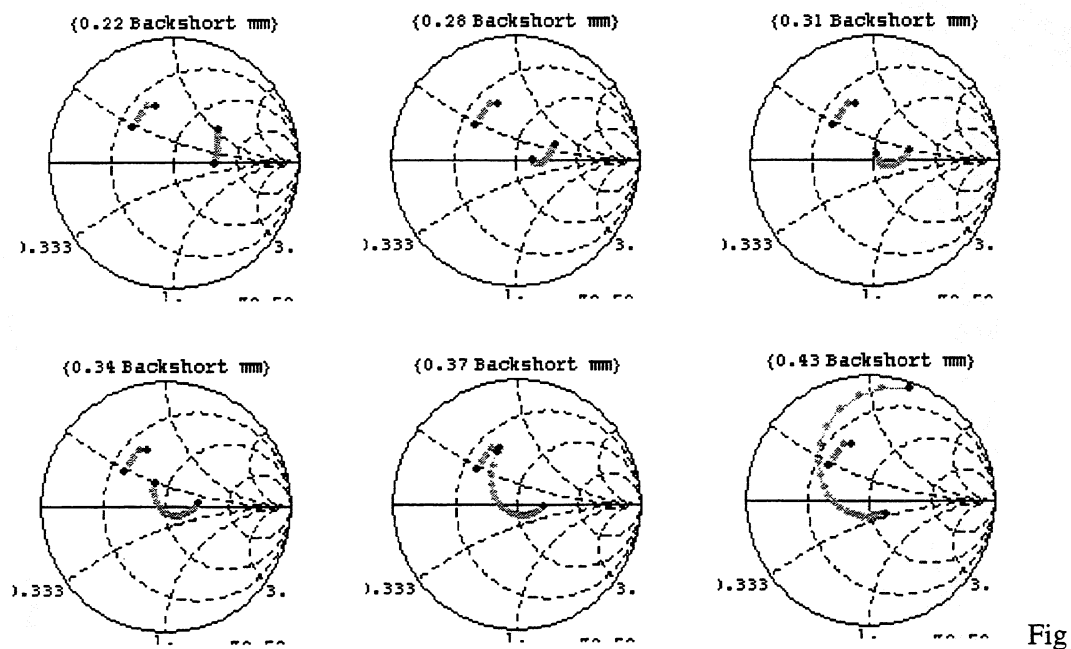 {0.22 Backshort mm}
{0.28 Backshort mm}
{0.31 Backshort mm}
).333
3.
).333
3.
).333
3.
{0.34 Backshort mm}
{0.37 Backshort mm}
{0.43 Backshort mm}
).333
3.
).333
3.
).333
3.
Fig